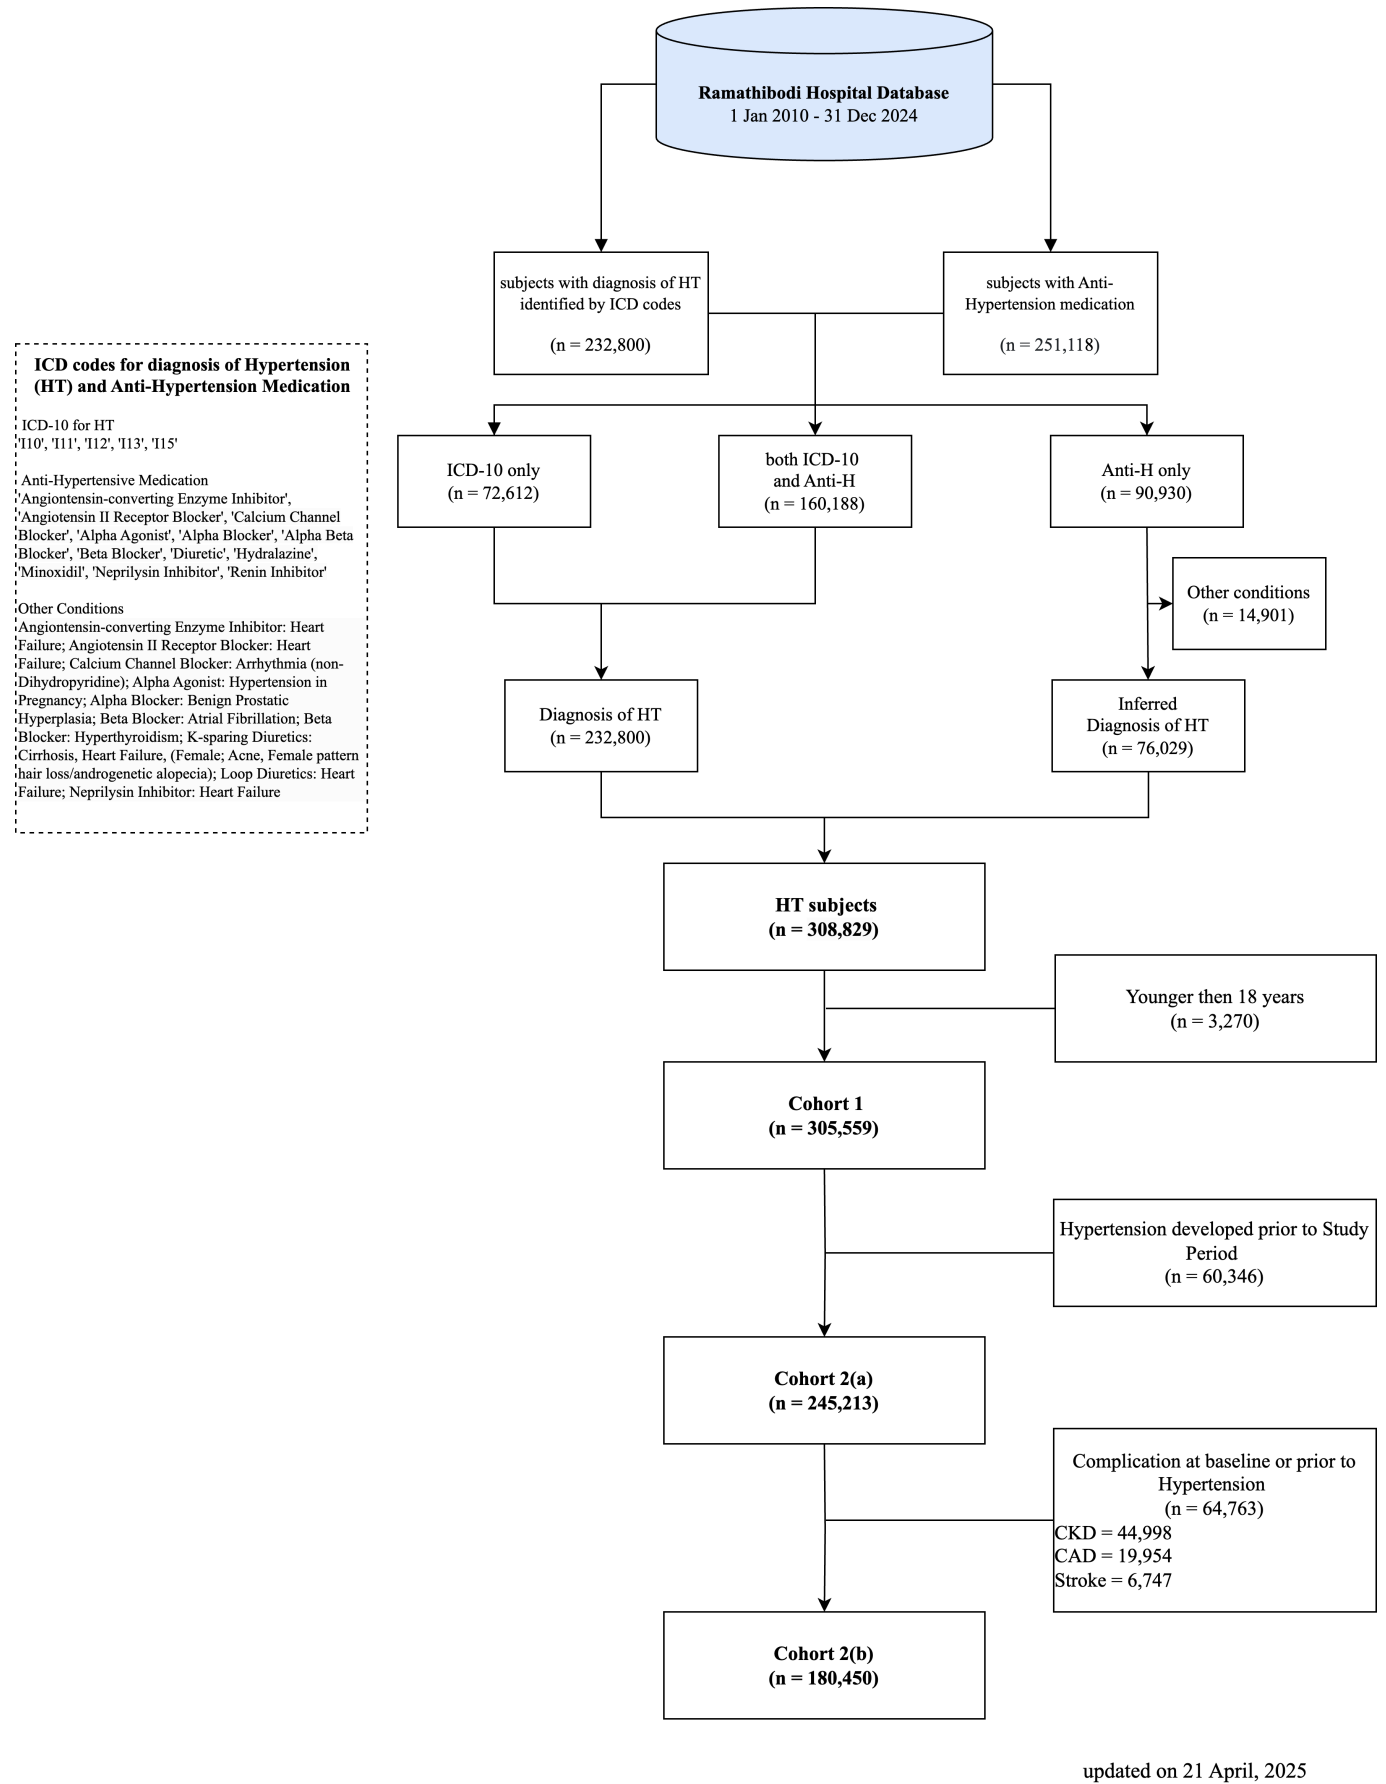 Ramathibodi Hospital Database
1 Jan 2010 - 31 Dec 2024
subjects with diagnosis of HT
identified by ICD codes
(n = 232,800)
subjects with Anti-
Hypertension medication
(n = 251,118)
ICD codes for diagnosis of Hypertension
(HT) and Anti-Hypertension Medication
ICD-10 for HT
'I10', 'I11', 'I12', 'I13', 'I15'
Anti-Hypertensive Medication
'Angiontensin-converting Enzyme Inhibitor',
'Angiotensin II Receptor Blocker', 'Calcium Channel
Blocker', 'Alpha Agonist', 'Alpha Blocker', 'Alpha Beta
Blocker', 'Beta Blocker', 'Diuretic', 'Hydralazine',
'Minoxidil', 'Neprilysin Inhibitor', 'Renin Inhibitor'
Other Conditions
Angiontensin-converting Enzyme Inhibitor: Heart
Failure; Angiotensin II Receptor Blocker: Heart
Failure; Calcium Channel Blocker: Arrhythmia (non-
Dihydropyridine); Alpha Agonist: Hypertension in
Pregnancy; Alpha Blocker: Benign Prostatic
Hyperplasia; Beta Blocker: Atrial Fibrillation; Beta
Blocker: Hyperthyroidism; K-sparing Diuretics:
Cirrhosis, Heart Failure, (Female; Acne, Female pattern
hair loss/androgenetic alopecia); Loop Diuretics: Heart
Failure; Neprilysin Inhibitor: Heart Failure
ICD-10 only
(n = 72,612)
both ICD-10
and Anti-H
(n = 160,188)
Anti-H only
(n = 90,930)
Other conditions
(n = 14,901)
Diagnosis of HT
(n = 232,800)
Inferred
Diagnosis of HT
(n = 76,029)
HT subjects
(n = 308,829)
Younger then 18 years
(n = 3,270)
Cohort 1
(n = 305,559)
Hypertension developed prior to Study
Period
(n = 60,346)
Cohort 2(a)
(n = 245,213)
Complication at baseline or prior to
Hypertension
(n = 64,763)
CKD = 44,998
CAD = 19,954
Stroke = 6,747
Cohort 2(b)
(n = 180,450)
updated on 21 April, 2025